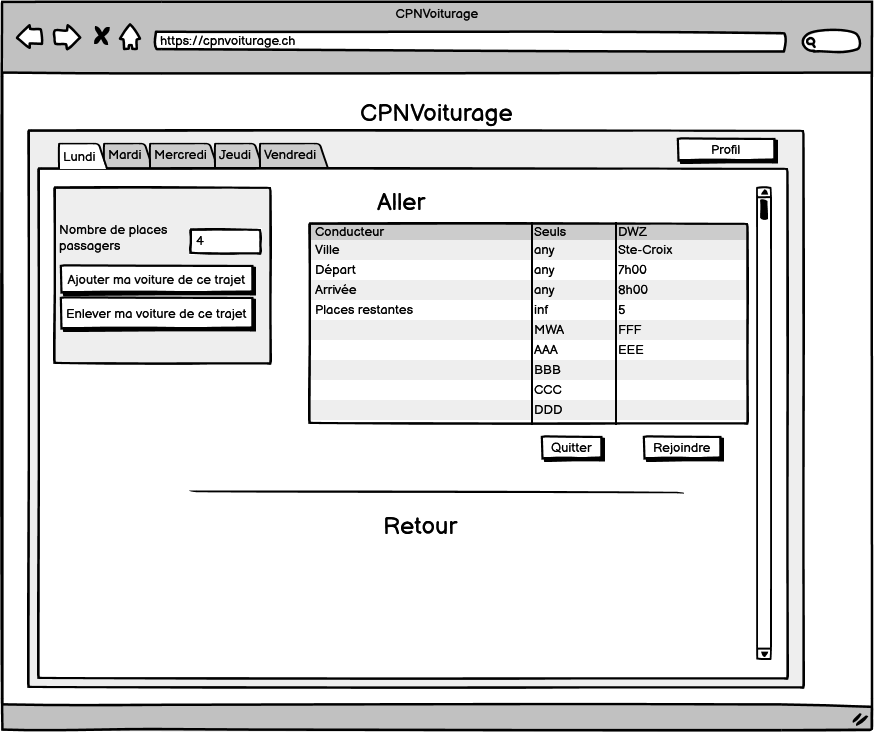 CPNVoiturage
https://cpnvoiturage.ch
CPNVoiturage
Lundi Mardi Mercredi Jeudi Vendredi Profil
Nombre de places
passagers
4
Ajouter ma voiture de ce trajet
Enlever ma voiture de ce trajet
Aller
Conducteur Seuls DWZ
Ville any Ste-Croix
Départ any 7h00
Arrivée any 8h00
Places restantes inf 5
MWA FFF
AAA EEE
BBB
CCC
DDD
Quitter Rejoindre
Retour